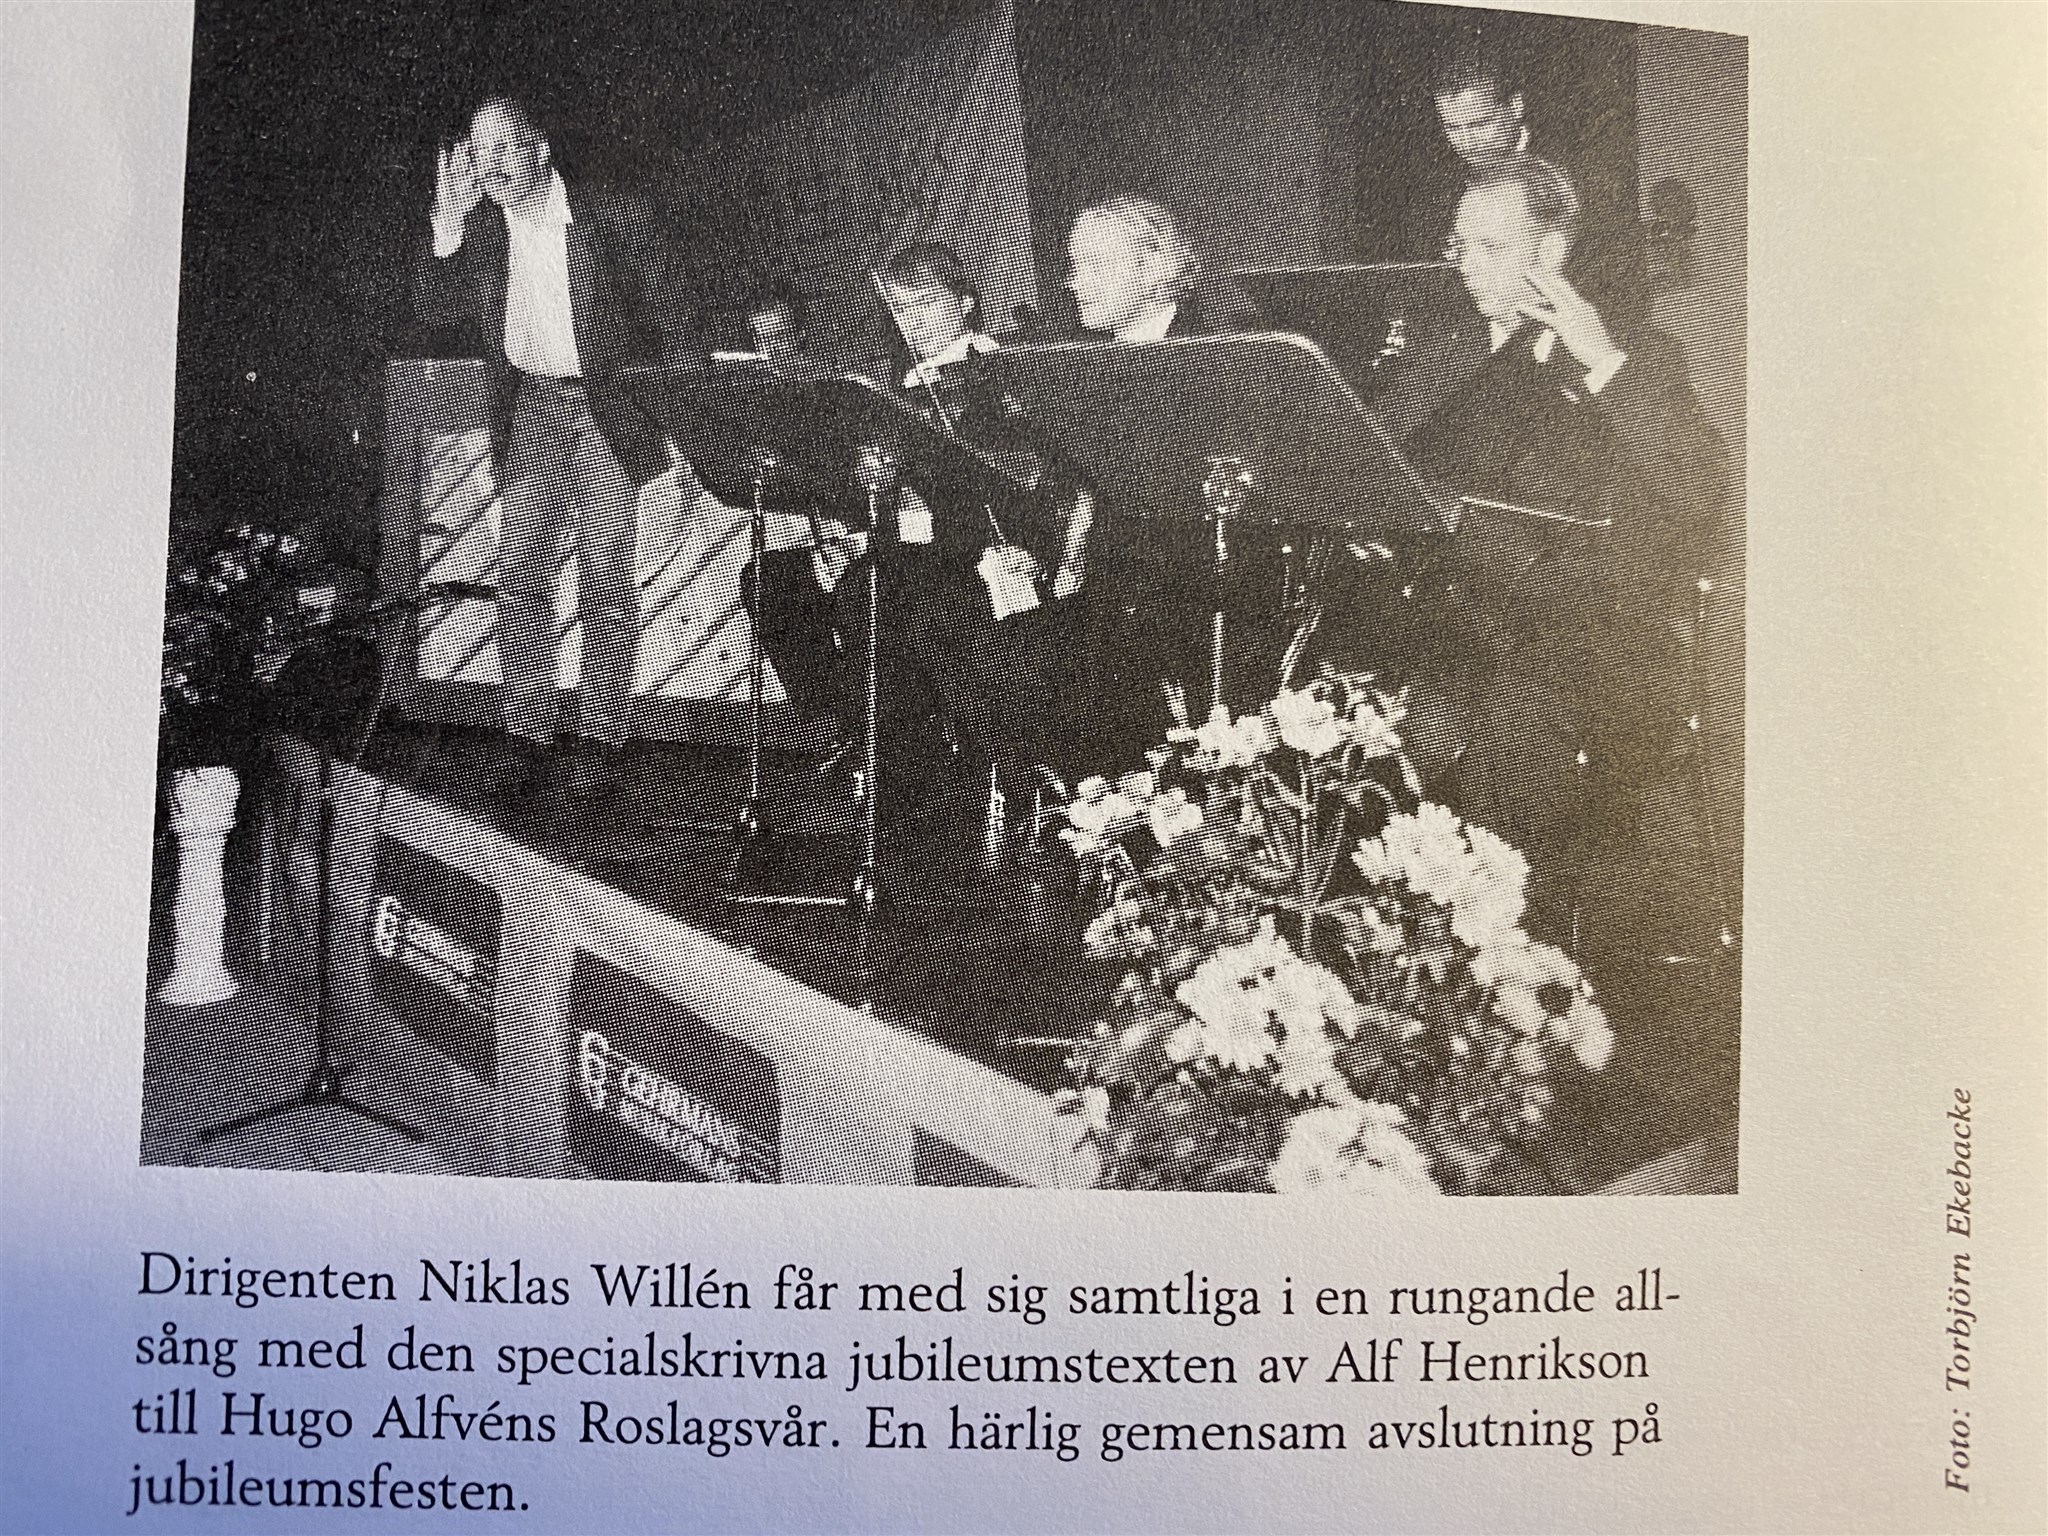 Dirigenten Niklas Willén får med sig samtliga i en rungande all-
sång med den specialskrivna jubileumstexten av Alf Henrikson
till Hugo Alfvéns Roslagsvår. En härlig gemensam avslutning på
jubileumsfesten.
Foto: Torbjörn Ekebacke